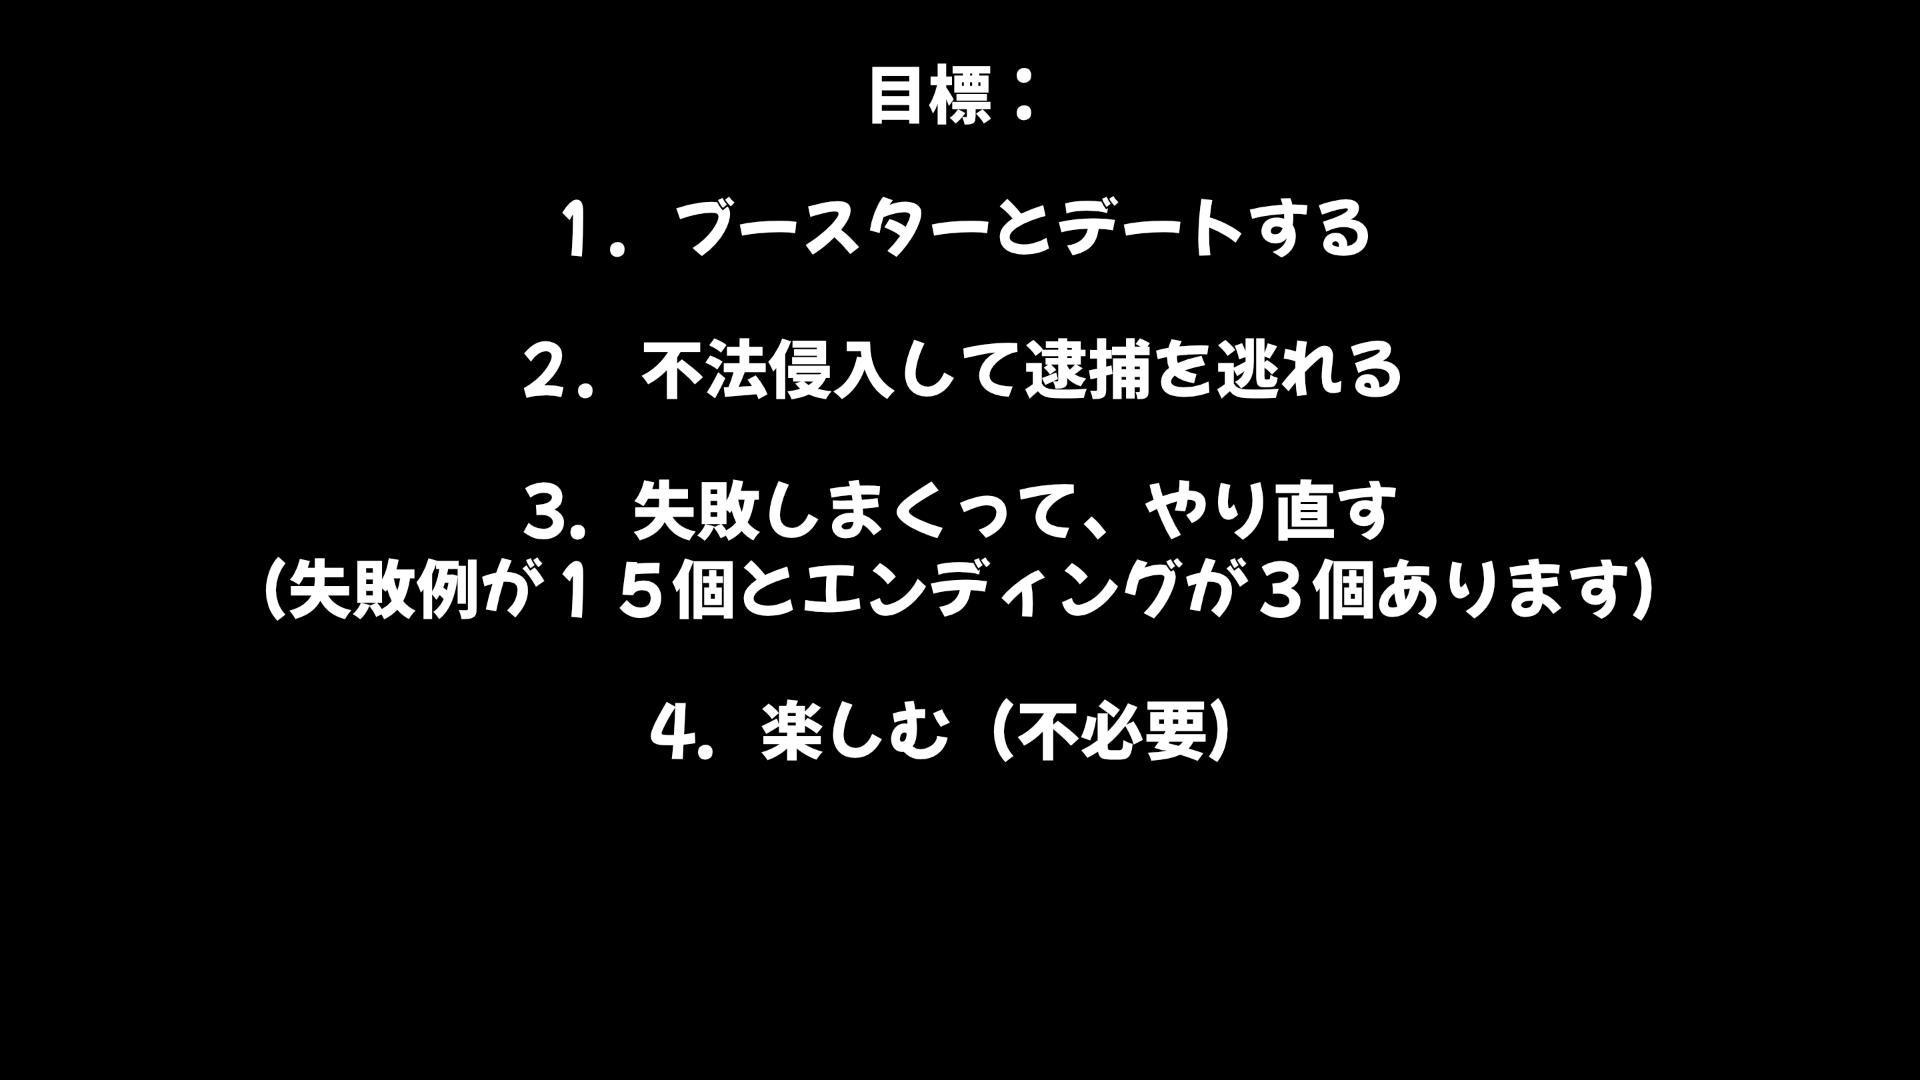 目標：
１．ブースターとデートする
２．不法侵入して逮捕を逃れる
３．失敗しまくって、やり直す
（失敗例が１５個とエンディングが３個あります）
４．楽しむ（不必要）